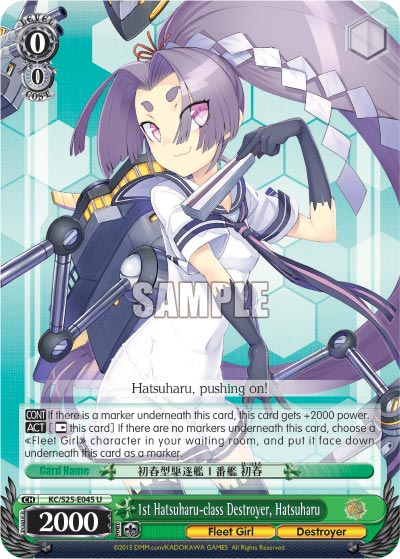 LEVEL
0
0
COST
SAMPLE
Hatsuharu, pushing on!
CONT If there is a marker underneath this card, this card gets +2000 power.
ACT [ this card] If there are no markers underneath this card, choose a
«Fleet Girl» character in your waiting room, and put it face down
underneath this card.
Card Name
初春型駆逐艦1番艦 初春
CH KC/S25-E045 U
1st Hatsuharu-class Destroyer, Hatsuharu
POWER 2000
Fleet Girl
Destroyer
©2015 DMM.com/KADOKAWA GAMES All Rights Reserved.